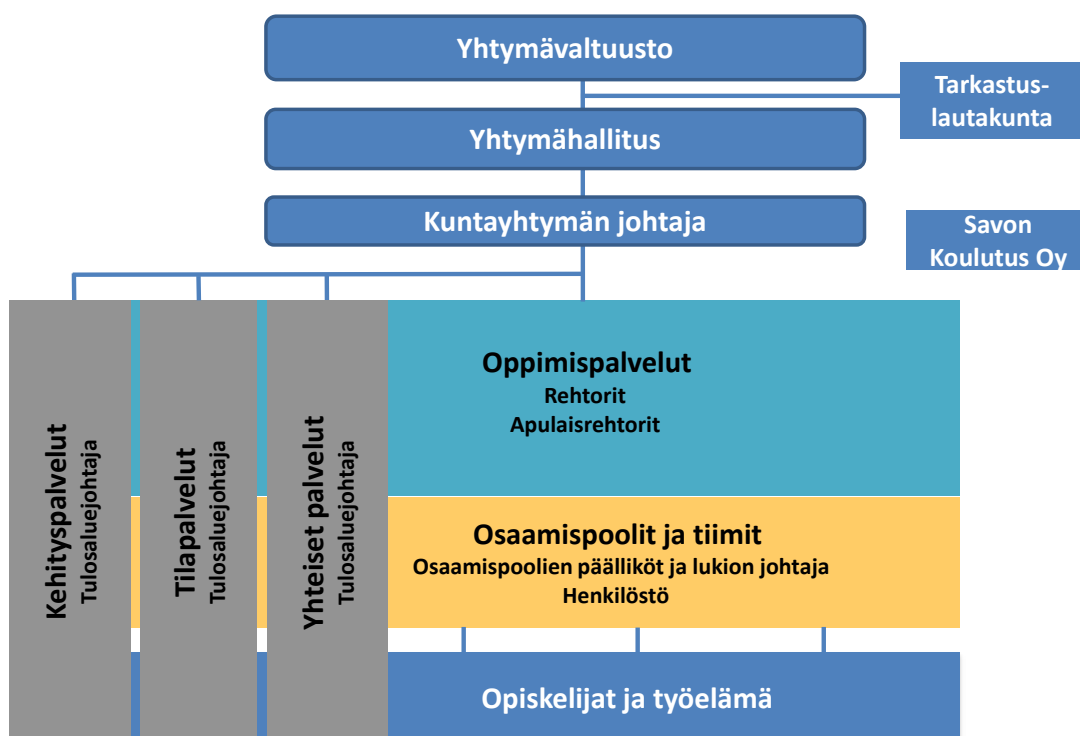 Yhtymävaltuusto
Tarkastus-
lautakunta
Yhtymähallitus
Kuntayhtymän johtaja
Savon
Koulutus Oy
Kehityspalvelut
Tulosaluejohtaja
Tilapalvelut
Tulosaluejohtaja
Yhteiset palvelut
Tulosaluejohtaja
Oppimispalvelut
Rehtorit
Apulaisrehtorit
Osaamispoolit ja tiimit
Osaamispoolien päälliköt ja lukion johtaja
Henkilöstö
Opiskelijat ja työelämä